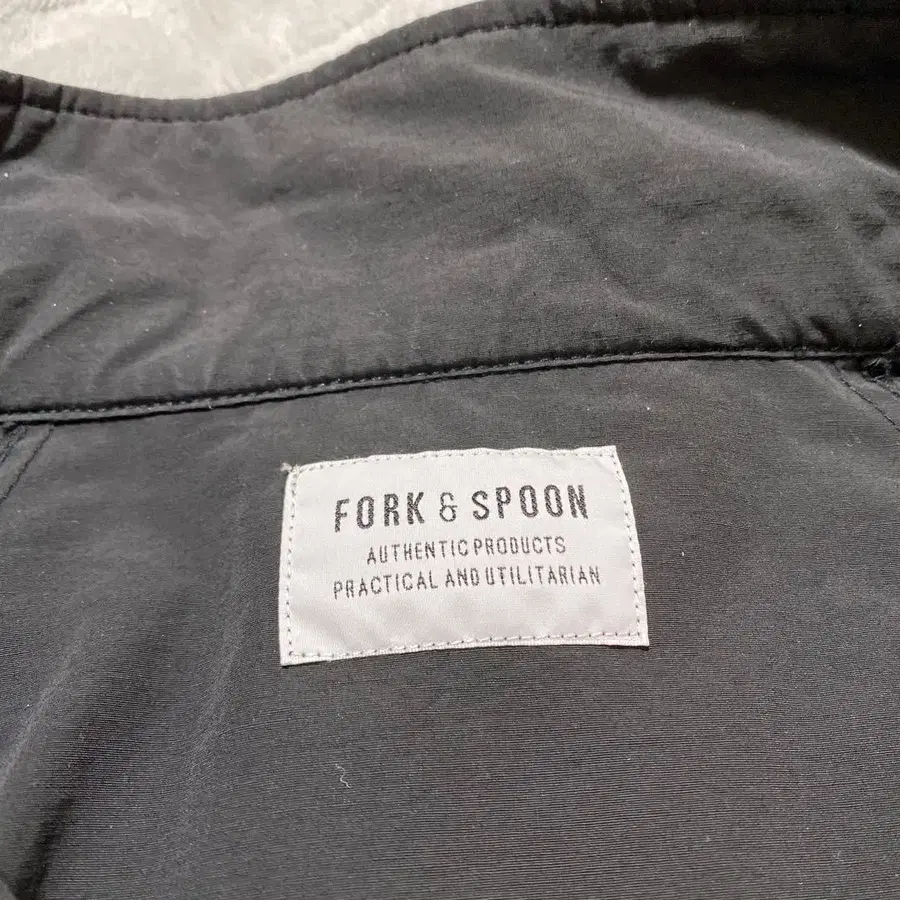 FORK & SPOON
AUTHENTIC PRODUCTS
PRACTICAL AND UTILITARIAN